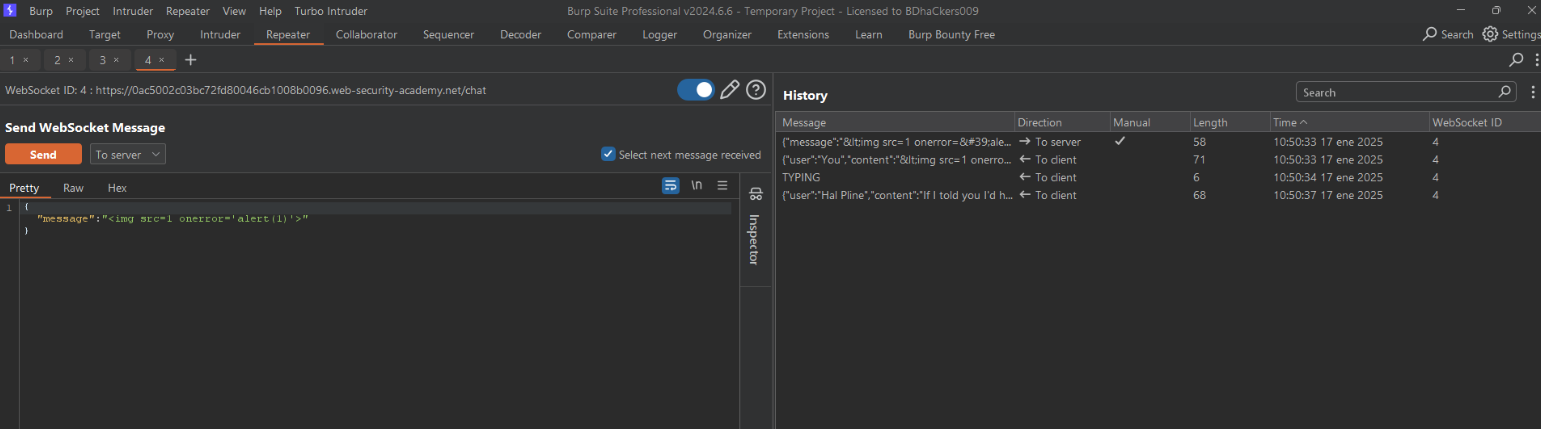 Burp Project Intruder Repeater View Help Turbo Intruder Burp Suite Professional v2024.6.6 - Temporary Project - Licensed to BDhaCkers009
Dashboard Target Proxy Intruder Repeater Collaborator Sequencer Decoder Comparer Logger Organizer Extensions Learn Burp Bounty Free Search Settings
1 × 2 × 3 × 4 × +
WebSocket ID: 4 : https://0ac5002c03bc72fd80046cb1008b0096.web-security-academy.net/chat
History
Search
Send WebSocket Message
Send To server
Select next message received
Pretty Raw Hex \n
1 {
"message":"<img src=1 onerror='alert(1)'>"
}
Inspector
Message Direction Manual Length Time WebSocket ID
{"message":"&lt;img src=1 onerror=&#39;ale... → To server ✓ 58 10:50:33 17 ene 2025 4
{"user":"You","content":"&lt;img src=1 onerro... ← To client 71 10:50:33 17 ene 2025 4
TYPING ← To client 6 10:50:34 17 ene 2025 4
{"user":"Hal Pline","content":"If I told you I'd h... ← To client 68 10:50:37 17 ene 2025 4